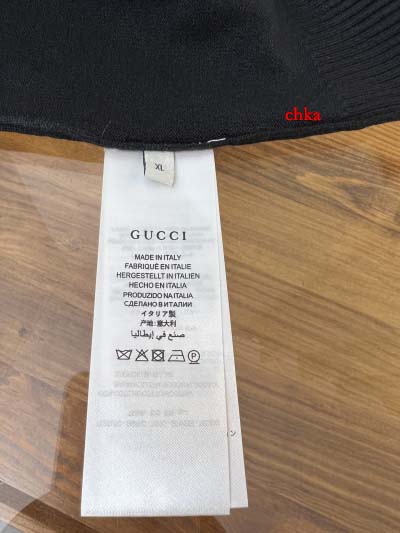 chka
XL
GUCCI
MADE IN ITALY
FABRIQUÉ EN ITALIE
HERGESTELLT IN ITALIEN
HECHO EN ITALIA
PRODUZIDO NA ITALIA
СДЕЛАНО В ИТАЛИИ
イタリア製
产地:意大利
صنع في إيطاليا